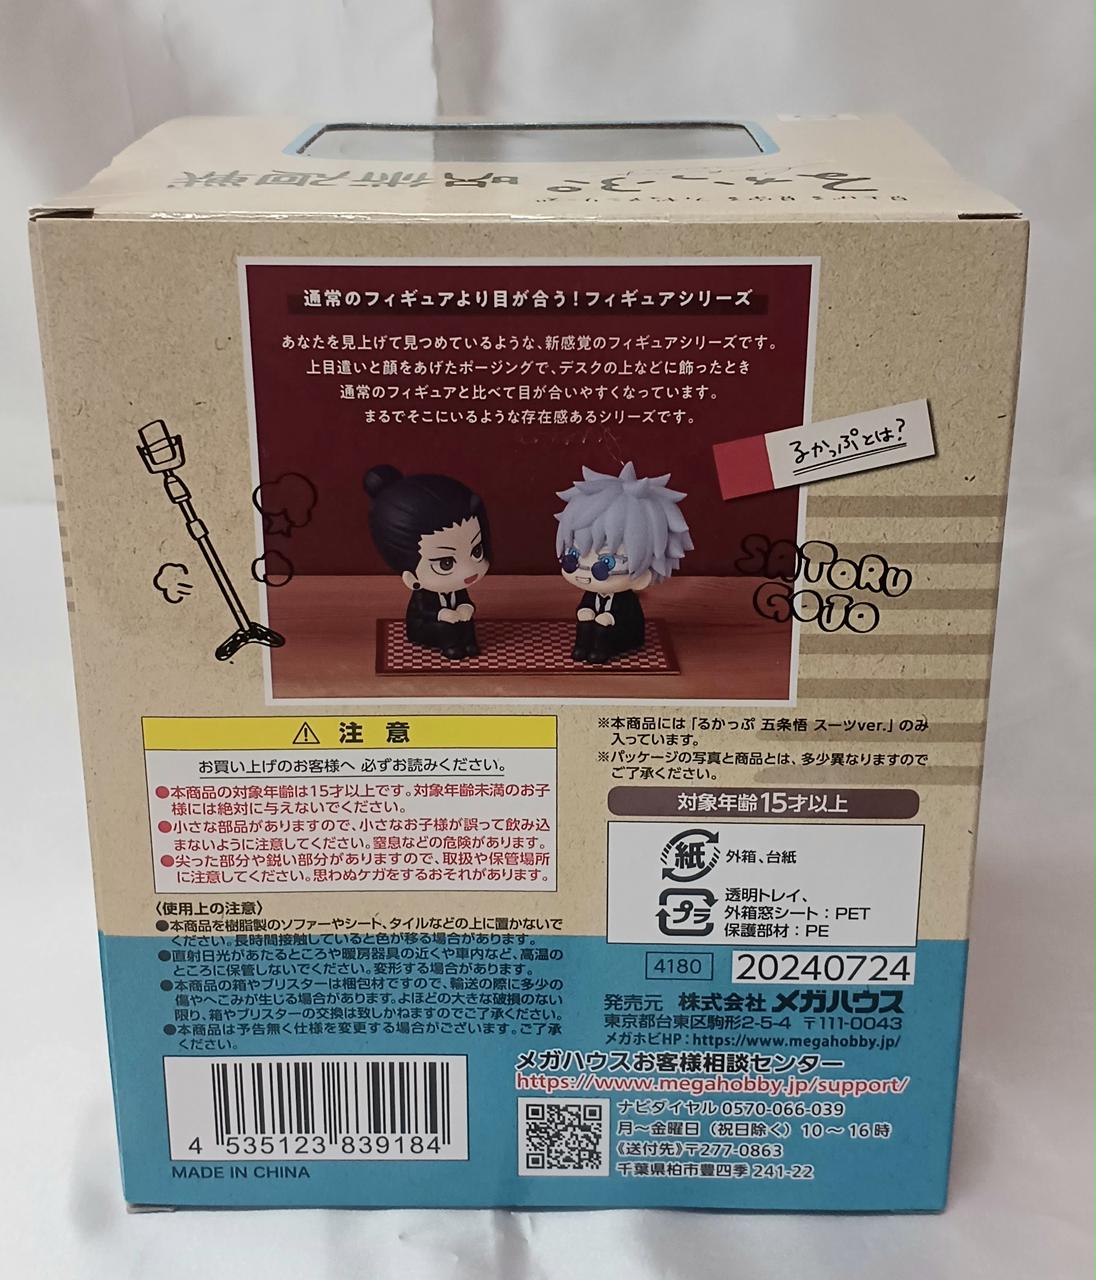 呪術廻戦
るかっぷ
通常のフィギュアより目が合う!フィギュアシリーズ
あなたを見上げて見つめているような、新感覚のフィギュアシリーズです。
上目遣いと顔をあげたポージングで、デスクの上などに飾ったとき
通常のフィギュアと比べて目が合いやすくなっています。
まるでそこにいるような存在感あるシリーズです。
るかっぷとは?
SATORU
GOJO
注意
お買い上げのお客様へ 必ずお読みください。
●本商品の対象年齢は15才以上です。対象年齢未満のお子
様には絶対に与えないでください。
●小さな部品がありますので、小さなお子様が誤って飲み込
まないように注意してください。窒息などの危険があります。
●尖った部分や鋭い部分がありますので、取扱や保管場所
に注意してください。思わぬケガをするおそれがあります。
〈使用上の注意〉
●本商品を樹脂製のソファーやシート、タイルなどの上に置かないで
ください。長時間接触していると色が移る場合があります。
●直射日光があたるところや暖房器具の近くや車内など、高温の
ところに保管しないでください。変形する場合があります。
●本商品の箱やブリスターは梱包材ですので、輸送の際に多少の
傷やへこみが生じる場合があります。よほどの大きな破損のない
限り、箱やブリスターの交換は致しかねますのでご了承ください。
●本商品は予告無く仕様を変更する場合がございます。ご了承
ください。
4 535123 839184
MADE IN CHINA
※本商品には「るかっぷ 五条悟 スーツver.」のみ
入っています。
※パッケージの写真と商品とは、多少異なりますので
ご了承ください。
対象年齢15才以上
紙 外箱、台紙
プラ 透明トレイ、
外箱窓シート:PET
保護部材:PE
4180 20240724
発売元 株式会社メガハウス
東京都台東区駒形2-5-4 〒111-0043
メガホビHP:https://www.megahobby.jp/
メガハウスお客様相談センター
https://www.megahobby.jp/support/
ナビダイヤル 0570-066-039
月~金曜日(祝日除く)10~16時
《送付先》〒277-0863
千葉県柏市豊四季241-22